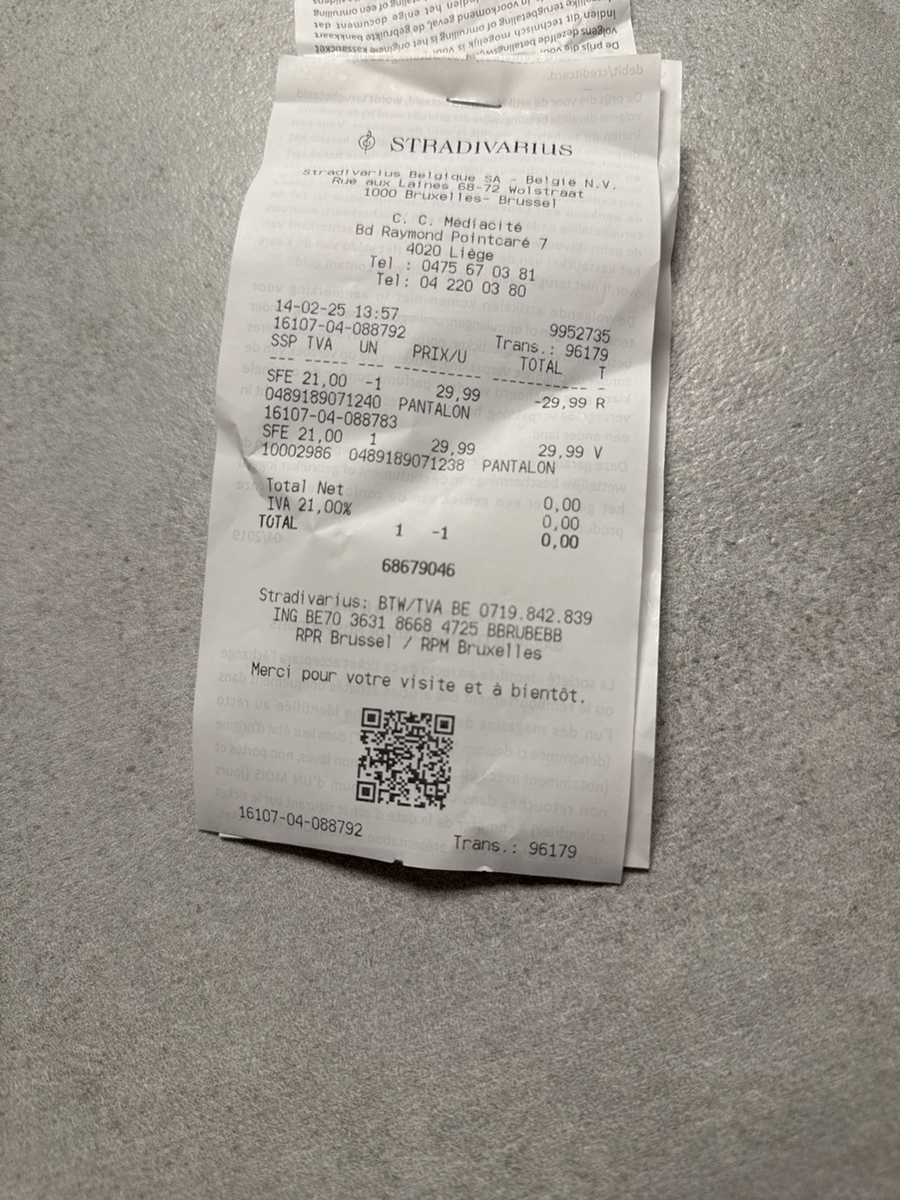 STRADIVARIUS
Stradivarius Belgique SA - België N.V.
Rue aux Laines 68-72 Wolstraat
1000 Bruxelles- Brussel
C. C. Médiacité
Bd Raymond Pointcaré 7
4020 Liège
Tel : 0475 67 03 81
Tel: 04 220 03 80
14-02-25 13:57 9952735
16107-04-088792 Trans.: 96179
SSP TVA UN PRIX/U TOTAL T
--- ----- --- ---------- ---------- -
SFE 21,00 -1 29,99 -29,99 R
0489189071240 PANTALON
16107-04-088783
SFE 21,00 1 29,99 29,99 V
10002986 0489189071238 PANTALON
Total Net 0,00
IVA 21,00% 0,00
TOTAL 1 -1 0,00
68679046
Stradivarius: BTW/TVA BE 0719.842.839
ING BE70 3631 8668 4725 BBRUBEBB
RPR Brussel / RPM Bruxelles
Merci pour votre visite et à bientôt.
16107-04-088792 Trans.: 96179